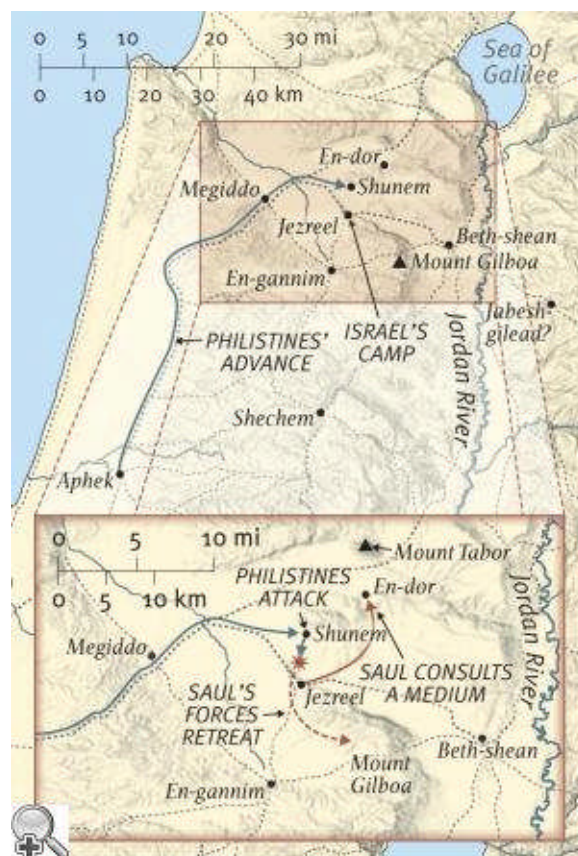 0 10 20 30 mi
0 10 20 30 40 km
Sea of
Galilee
En-dor
Megiddo
Shunem
Jezreel
Beth-shean
En-gannim
Mount Gilboa
Jabesh-
gilead?
PHILISTINES'
ADVANCE
ISRAEL'S
CAMP
Jordan River
Shechem
Aphek
0 5 10 mi
0 5 10 km
Mount Tabor
PHILISTINES
ATTACK
En-dor
Jordan River
Megiddo
Shunem
SAUL CONSULTS
A MEDIUM
SAUL'S
FORCES
RETREAT
Jezreel
Mount
Gilboa
Beth-shean
En-gannim